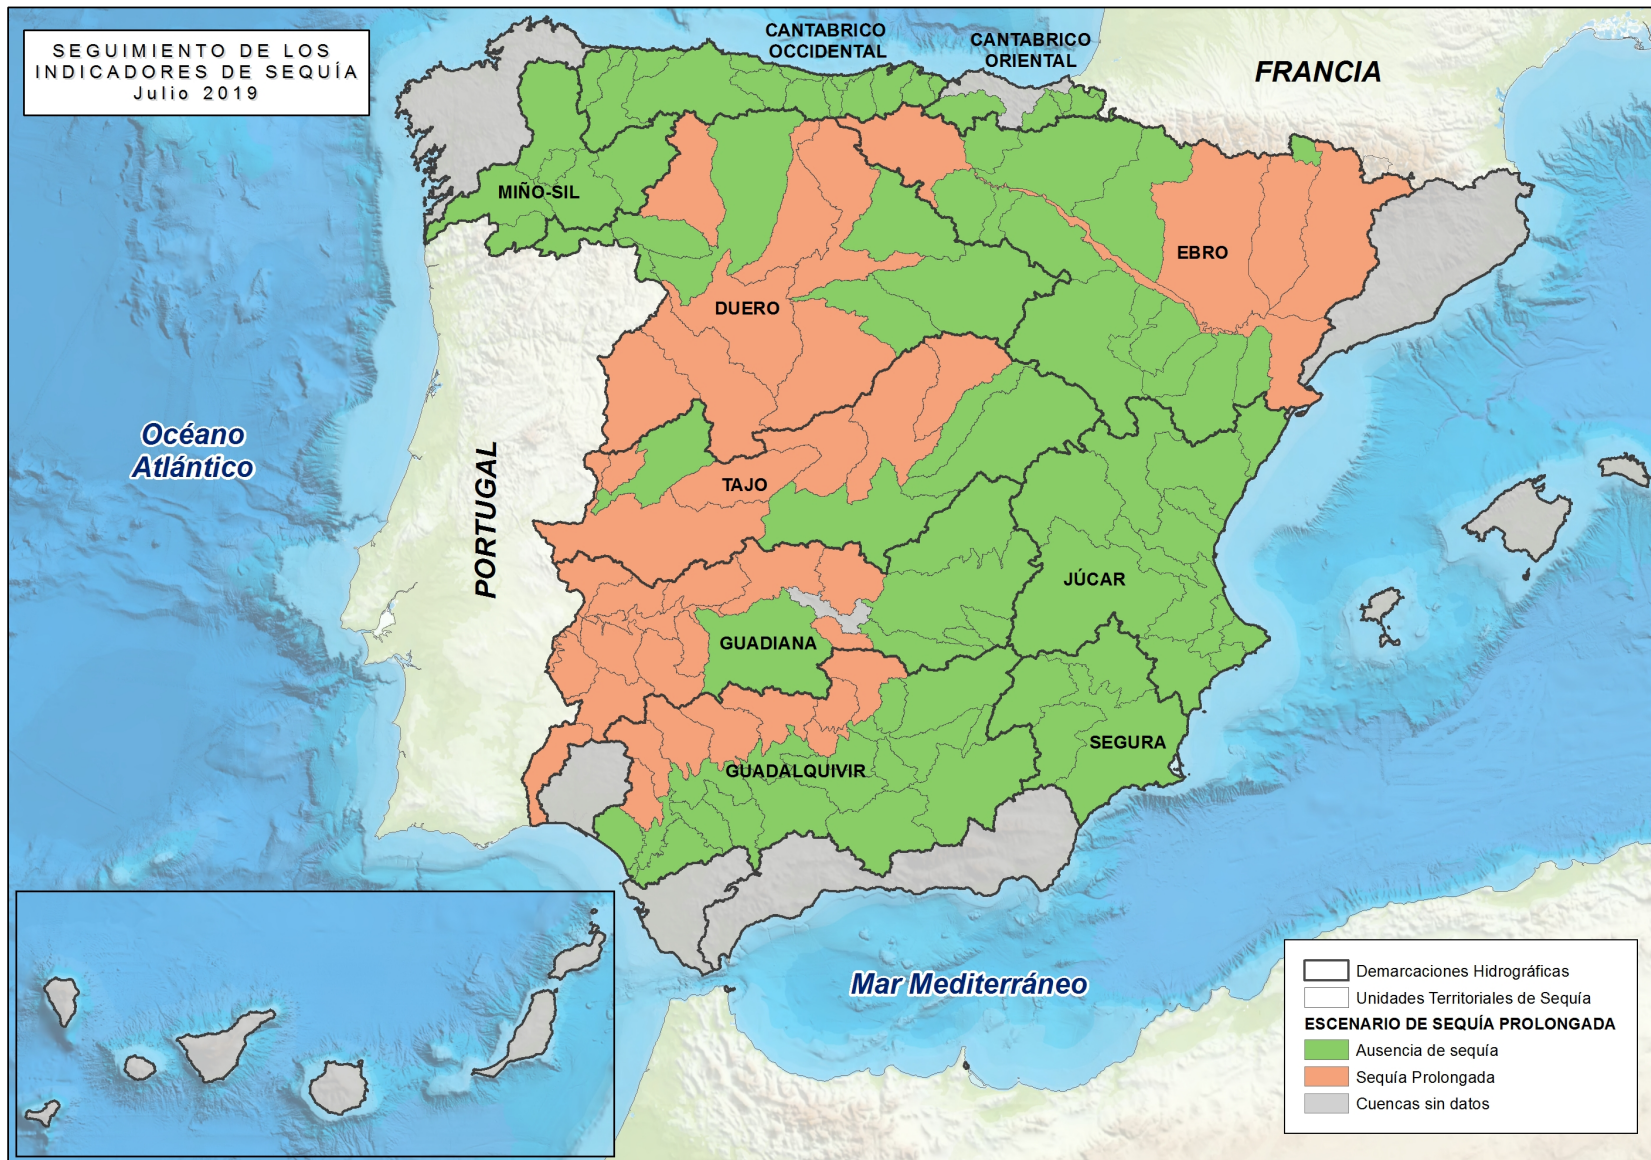 SEGUIMIENTO DE LOS
INDICADORES DE SEQUÍA
Julio 2019
CANTABRICO
OCCIDENTAL
CANTABRICO
ORIENTAL
FRANCIA
MIÑO-SIL
EBRO
DUERO
Océano
Atlántico
PORTUGAL
TAJO
JÚCAR
GUADIANA
SEGURA
GUADALQUIVIR
Mar Mediterráneo
Demarcaciones Hidrográficas
Unidades Territoriales de Sequía
ESCENARIO DE SEQUÍA PROLONGADA
Ausencia de sequía
Sequía Prolongada
Cuencas sin datos